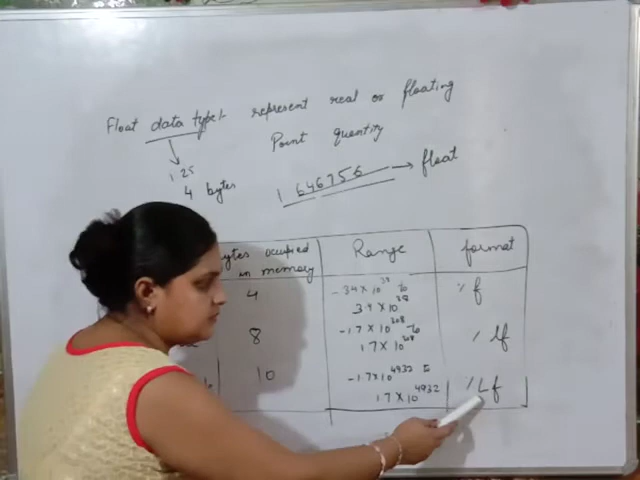 Float data type:- represent real or floating
Point quantity
1.25
4 bytes
1.646756 → float
bytes occupied in memory
Range
format
4
-3.4 × 10^38 to
3.4 × 10^38
% f
8
-1.7 × 10^308 to
1.7 × 10^308
% lf
10
-1.7 × 10^4932 to
1.7 × 10^4932
% Lf